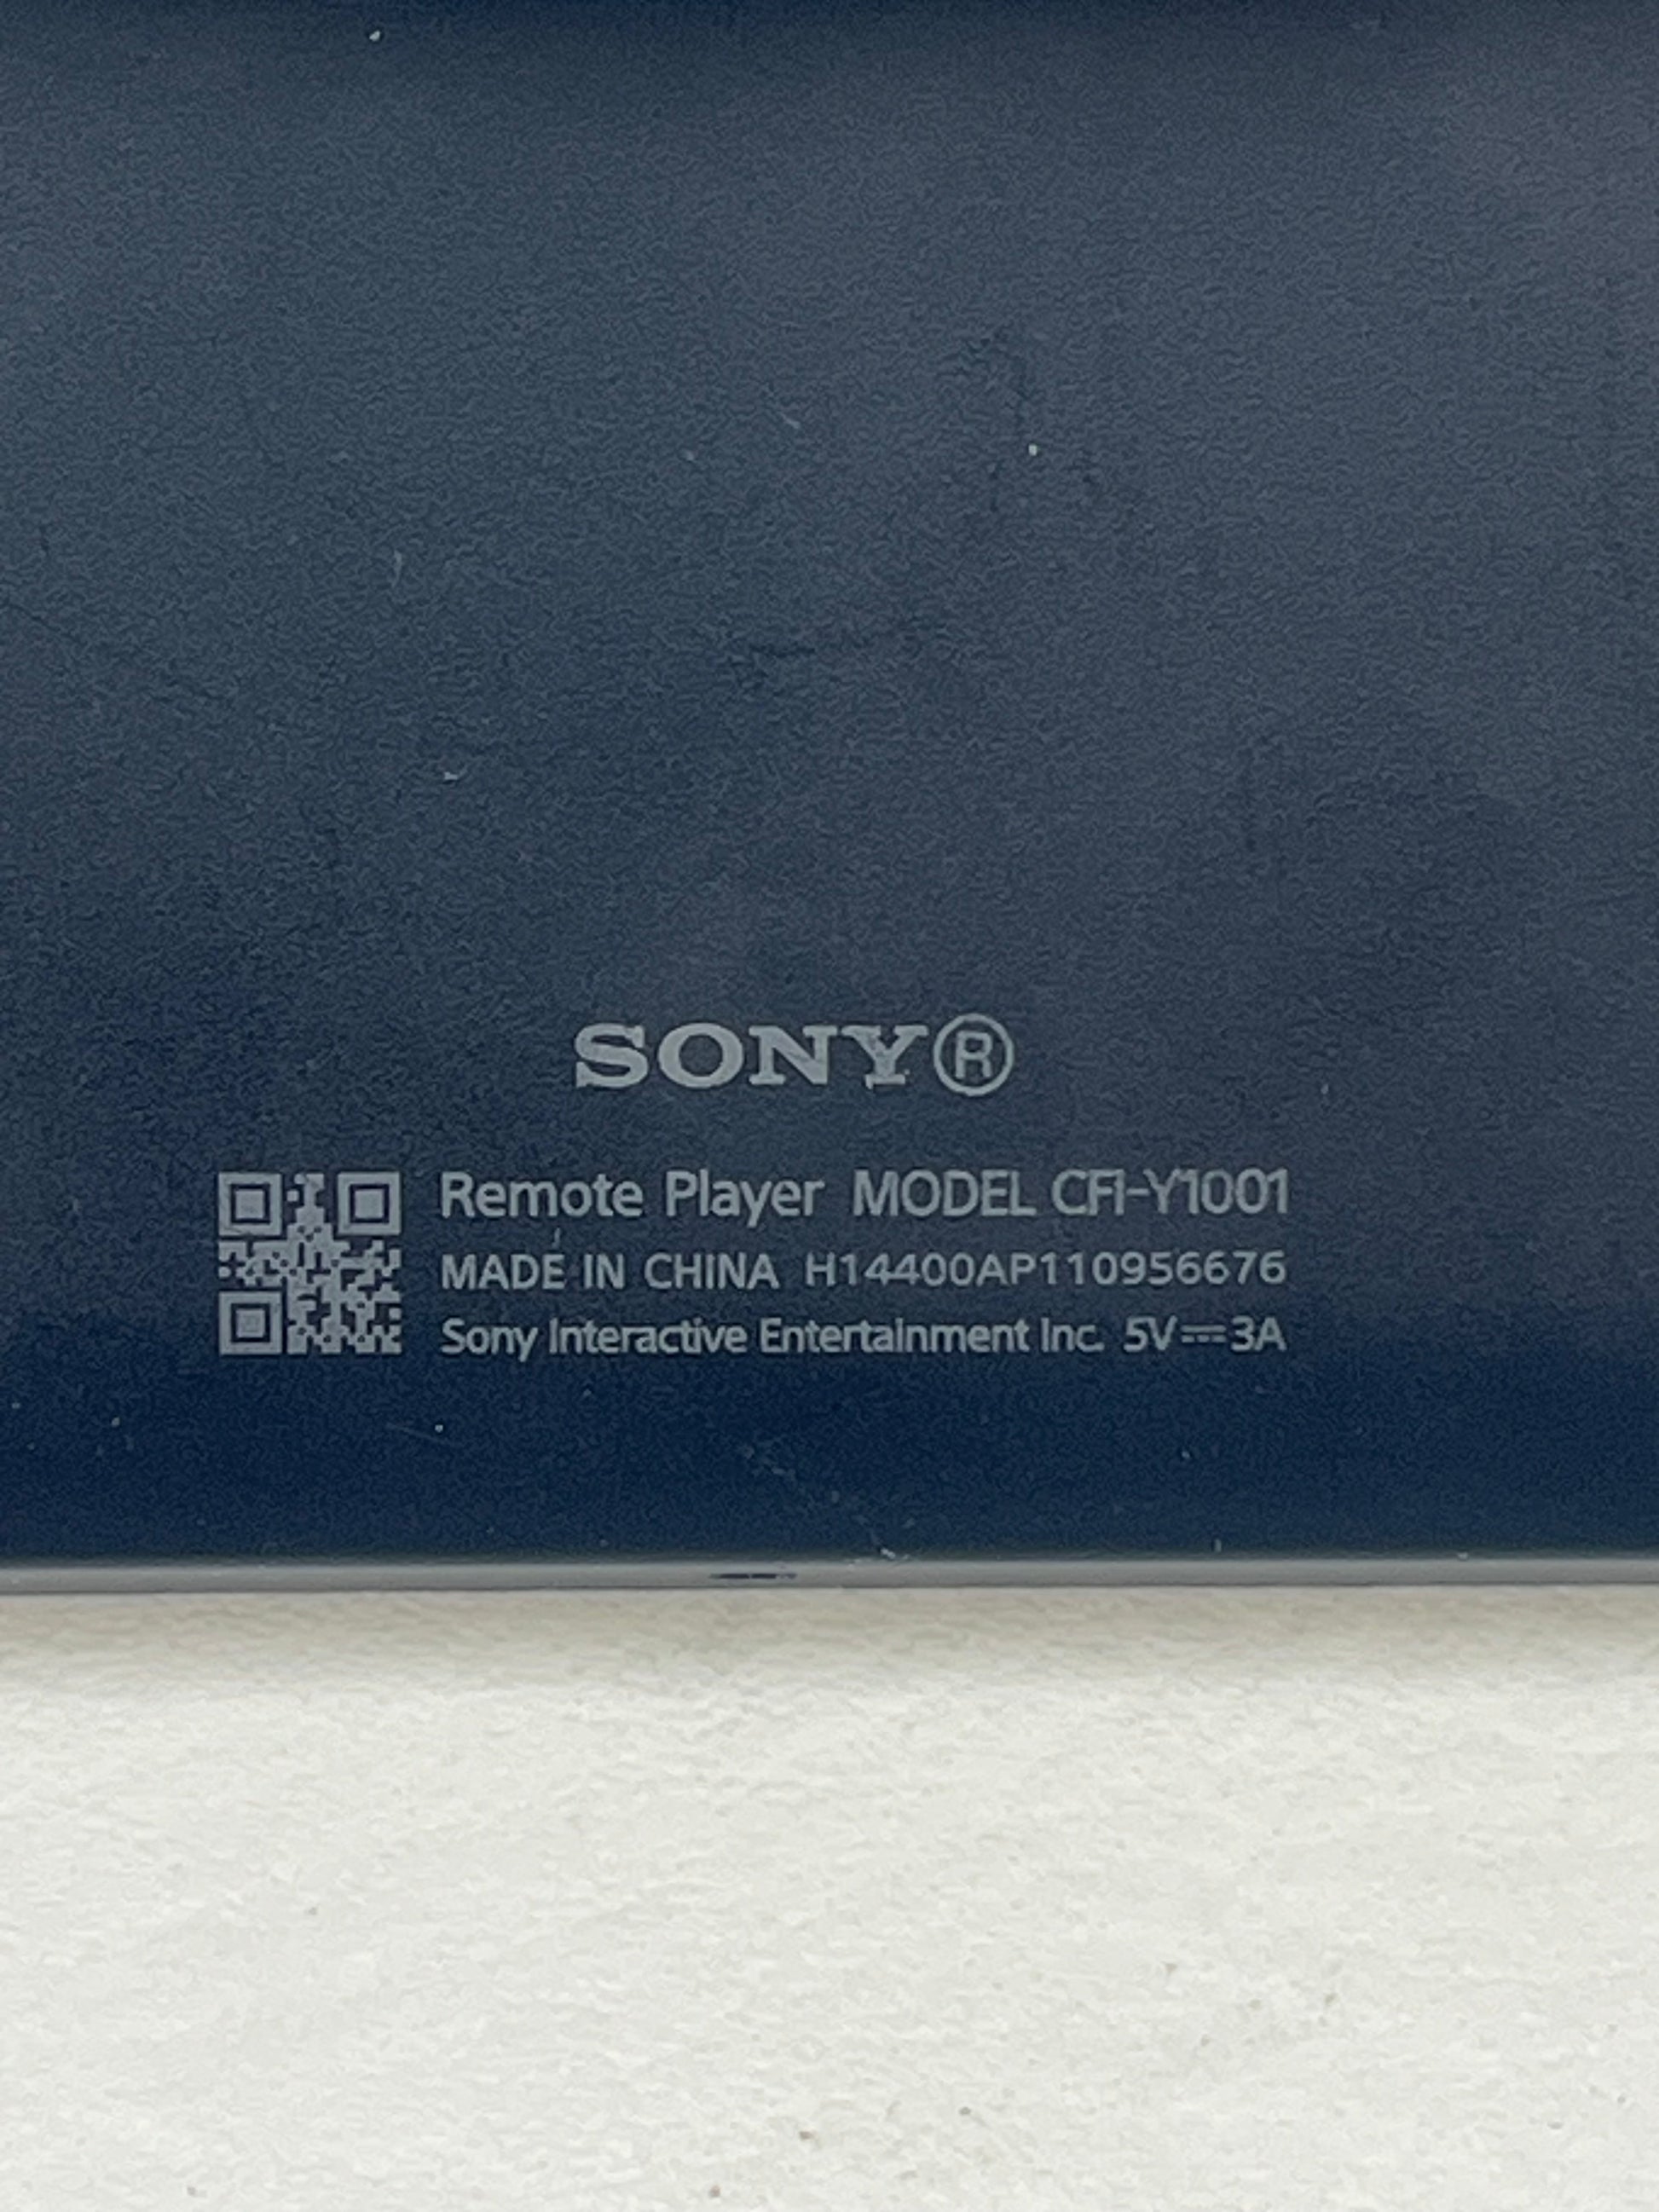 SONY®
Remote Player MODEL CFI-Y1001
MADE IN CHINA H14400AP110956676
Sony Interactive Entertainment Inc. 5V⎓3A